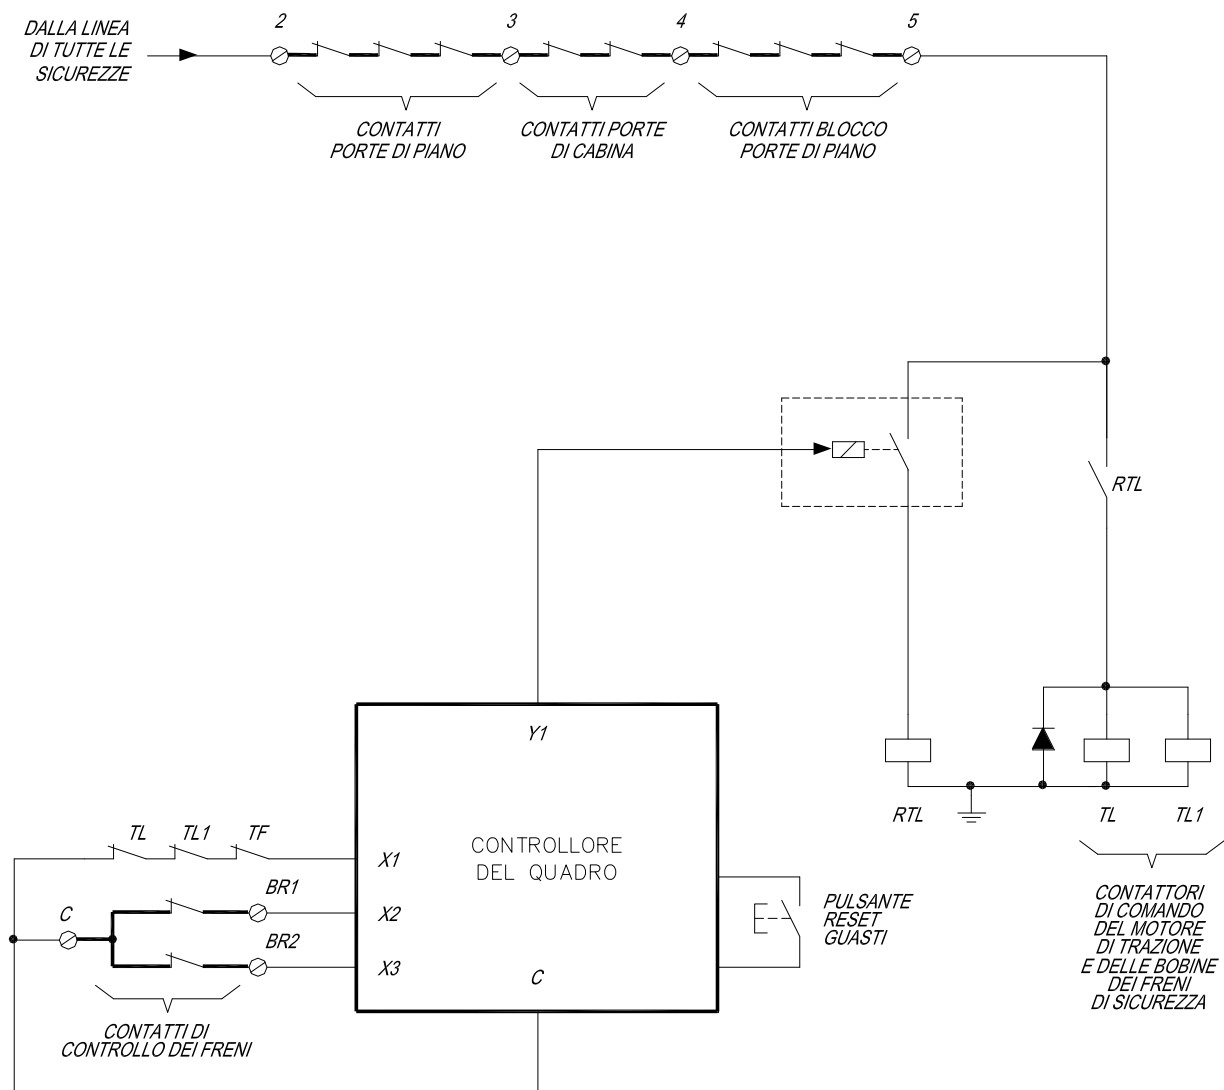 DALLA LINEA
DI TUTTE LE
SICUREZZE
2
3
4
5
CONTATTI
PORTE DI PIANO
CONTATTI PORTE
DI CABINA
CONTATTI BLOCCO
PORTE DI PIANO
RTL
Y1
RTL
TL
TL1
CONTROLLORE
DEL QUADRO
TL
TL1
TF
X1
BR1
C
X2
BR2
X3
C
PULSANTE
RESET
GUASTI
CONTATTORI
DI COMANDO
DEL MOTORE
DI TRAZIONE
E DELLE BOBINE
DEI FRENI
DI SICUREZZA
CONTATTI DI
CONTROLLO DEI FRENI